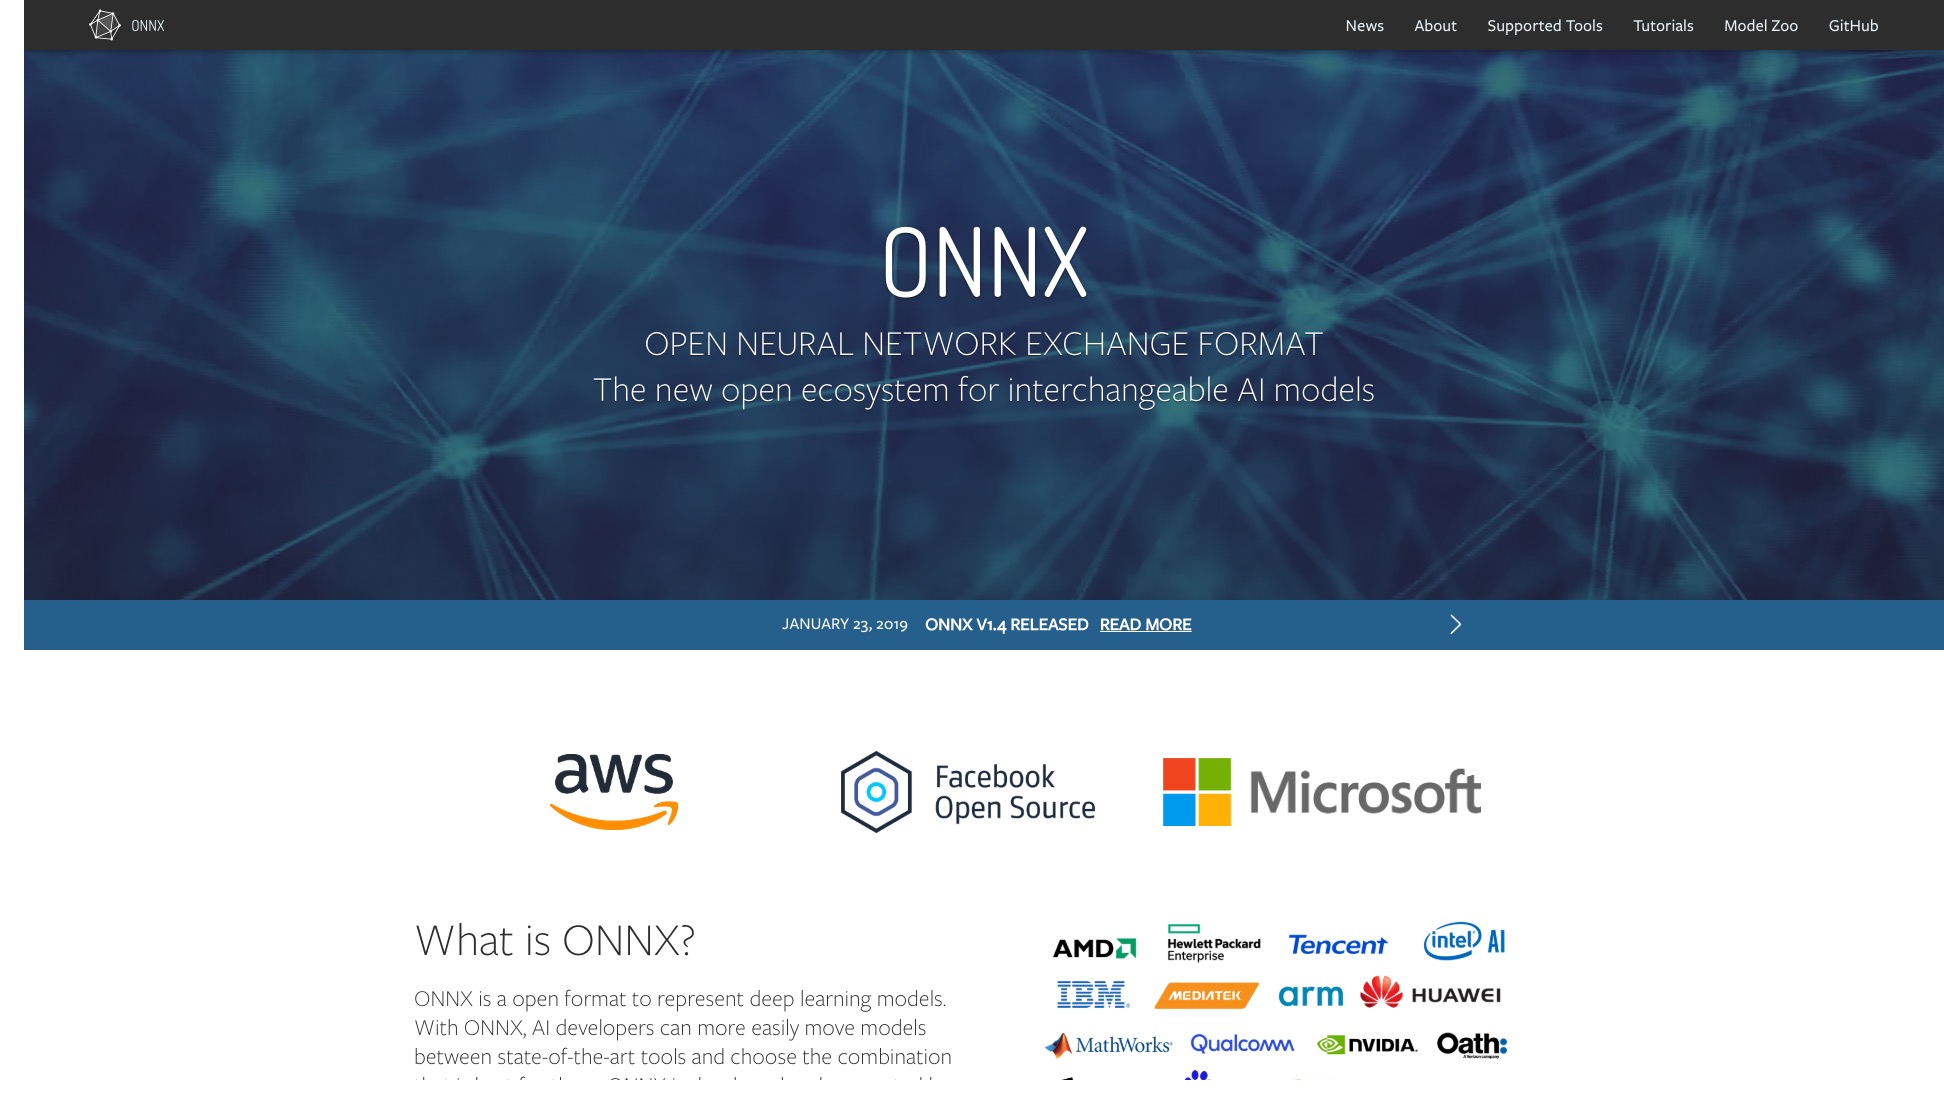 ONNX
News About Supported Tools Tutorials Model Zoo GitHub
ONNX
OPEN NEURAL NETWORK EXCHANGE FORMAT
The new open ecosystem for interchangeable AI models
JANUARY 23, 2019 ONNX V1.4 RELEASED READ MORE
aws
Facebook
Open Source
Microsoft
What is ONNX?
ONNX is a open format to represent deep learning models.
With ONNX, AI developers can more easily move models
between state-of-the-art tools and choose the combination
AMD
Hewlett Packard
Enterprise
Tencent
intel AI
IBM
MEDIATEK
arm
HUAWEI
MathWorks
Qualcomm
NVIDIA.
Oath:
A Verizon company